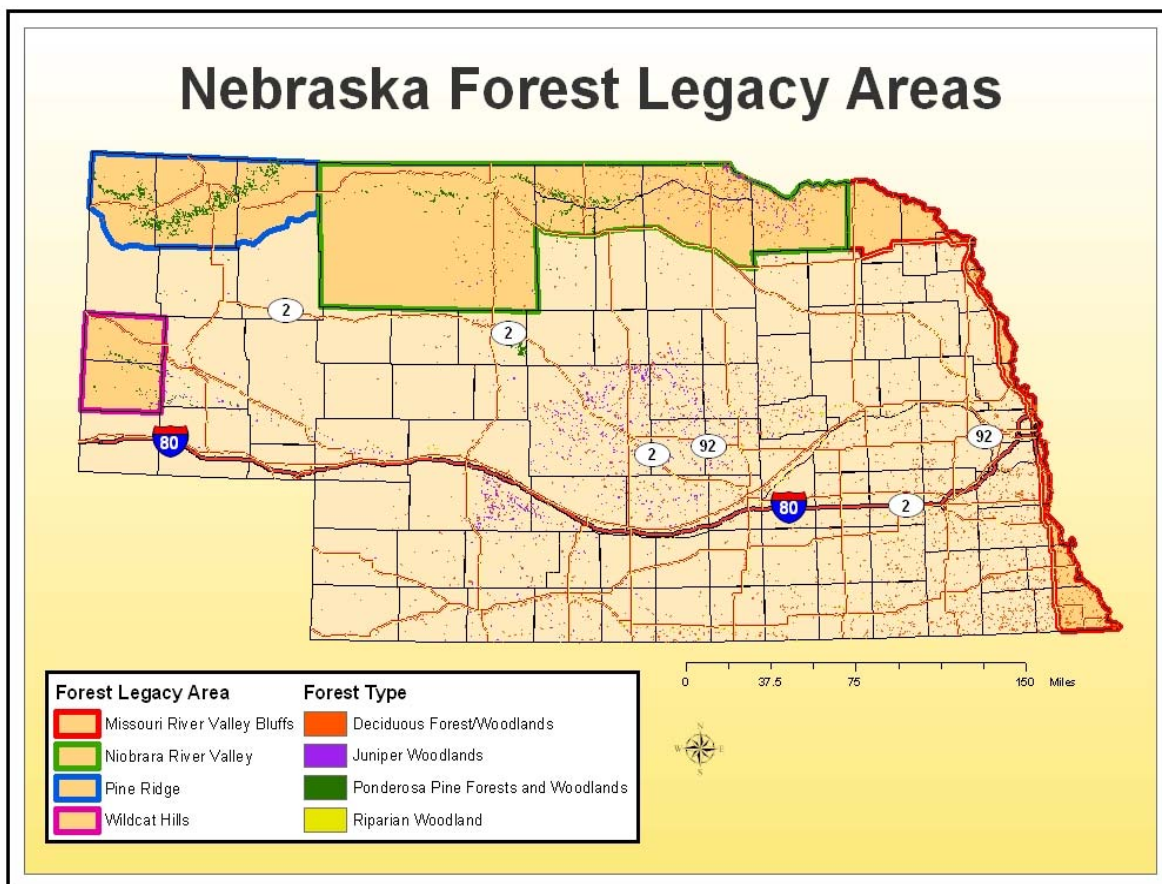 Nebraska Forest Legacy Areas
2
2
80
2
92
92
80
2
0 37.5 75 150 Miles
N
W E
S
Forest Legacy Area
Missouri River Valley Bluffs
Niobrara River Valley
Pine Ridge
Wildcat Hills
Forest Type
Deciduous Forest/Woodlands
Juniper Woodlands
Ponderosa Pine Forests and Woodlands
Riparian Woodland